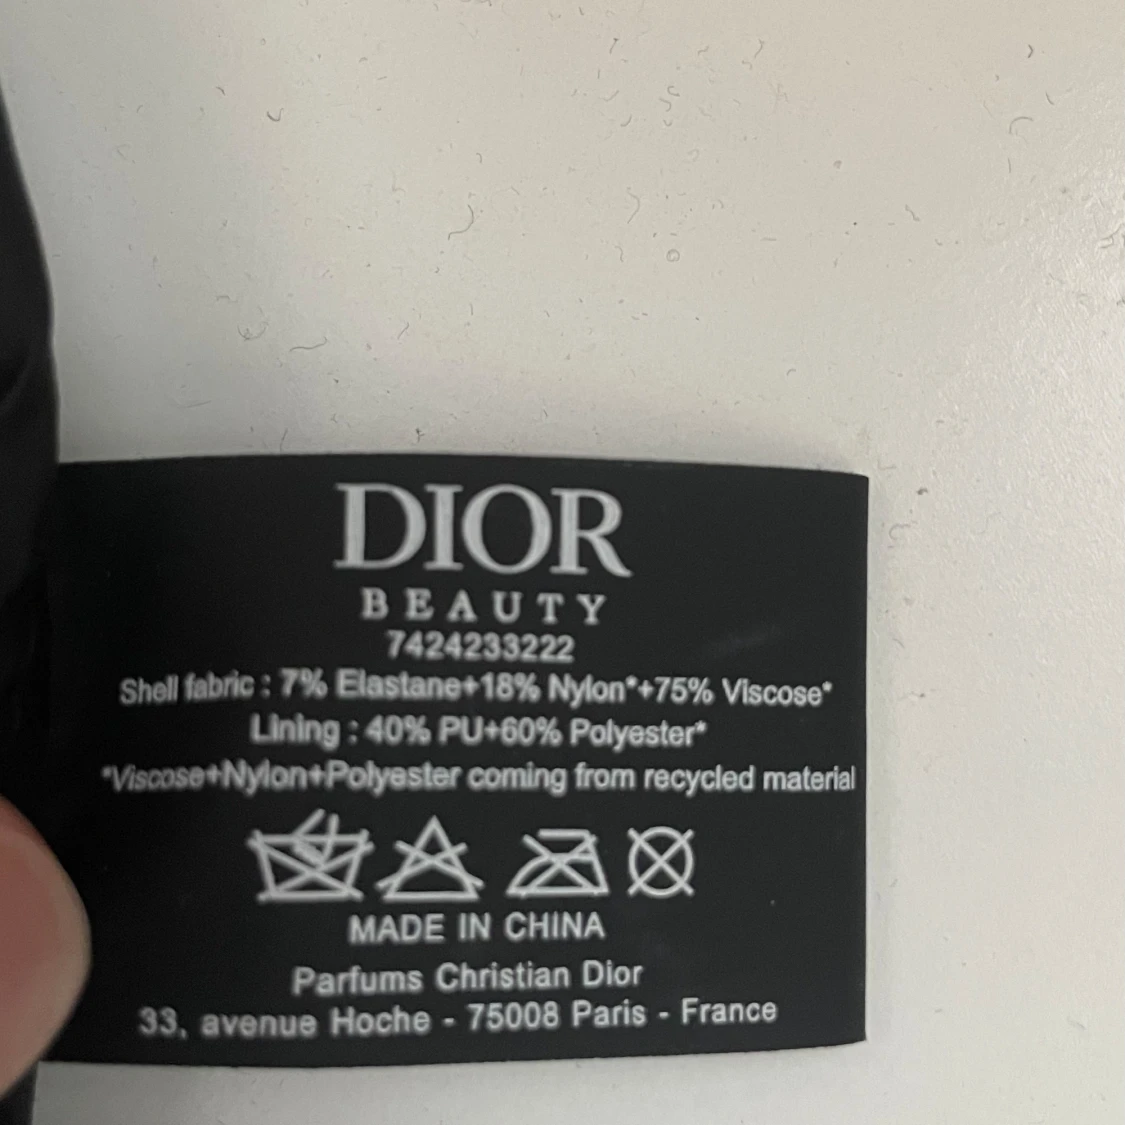 DIOR
BEAUTY
7424233222
Shell fabric : 7% Elastane+18% Nylon*+75% Viscose*
Lining : 40% PU+60% Polyester*
*Viscose+Nylon+Polyester coming from recycled material
MADE IN CHINA
Parfums Christian Dior
33, avenue Hoche - 75008 Paris - France